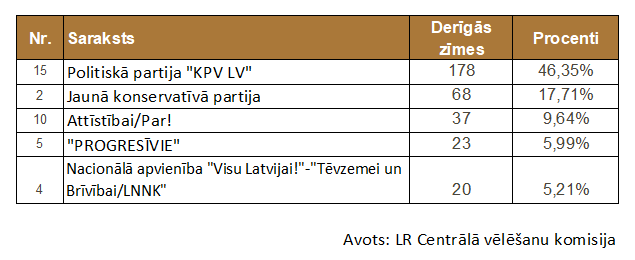 Nr. Saraksts Derīgās zīmes Procenti
15 Politiskā partija "KPV LV" 178 46,35%
2 Jaunā konservatīvā partija 68 17,71%
10 Attīstībai/Par! 37 9,64%
5 "PROGRESĪVIE" 23 5,99%
4 Nacionālā apvienība "Visu Latvijai!"-"Tēvzemei un
Brīvībai/LNNK" 20 5,21%
Avots: LR Centrālā vēlēšanu komisija